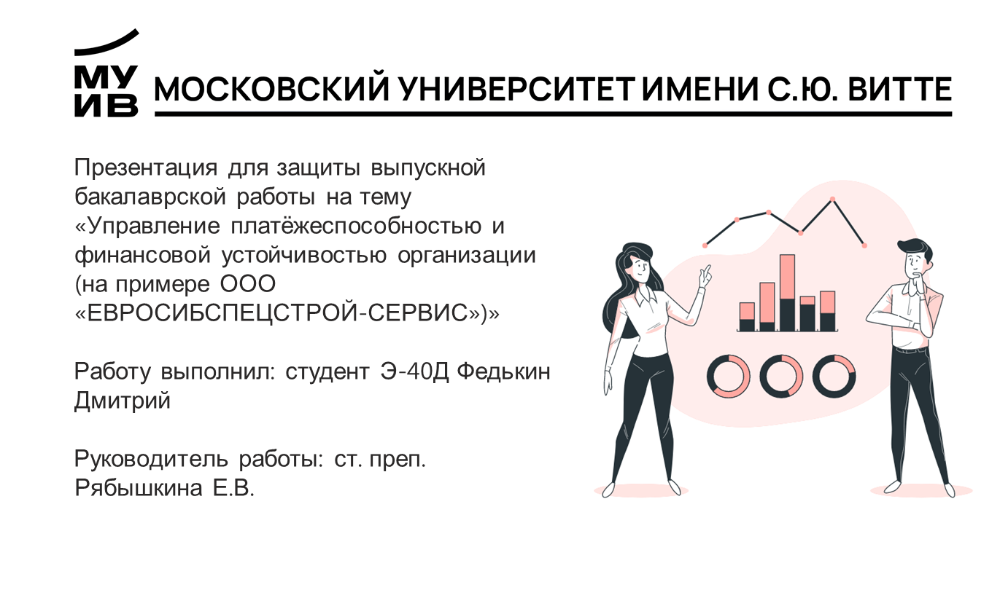 МУ
ИВ
МОСКОВСКИЙ УНИВЕРСИТЕТ ИМЕНИ С.Ю. ВИТТЕ
Презентация для защиты выпускной
бакалаврской работы на тему
«Управление платёжеспособностью и
финансовой устойчивостью организации
(на примере ООО
«ЕВРОСИБСПЕЦСТРОЙ-СЕРВИС»)»
Работу выполнил: студент Э-40Д Федькин
Дмитрий
Руководитель работы: ст. преп.
Рябышкина Е.В.